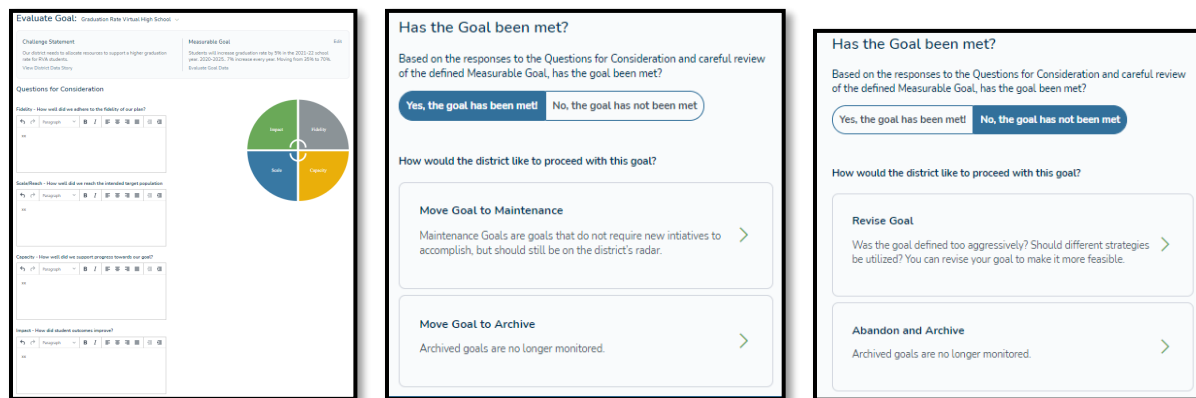 Evaluate Goal: Graduation Rate Virtual High School
Challenge Statement
Our district needs to allocate resources to support a higher graduation
rate for RVA students.
View District Data Story
Measurable Goal
Edit
Students will increase graduation rate by 5% in the 2021-22 school
year. 2020-2025. 7% increase every year. Moving from 35% to 70%.
Evaluate Goal Data
Questions for Consideration
Fidelity - How well did we adhere to the fidelity of our plan?
Paragraph
B I
Scale/Reach - How well did we reach the intended target population
Paragraph
B I
Capacity - How well did we support progress towards our goal?
Paragraph
B I
Impact - How did student outcomes improve?
Paragraph
B I
Impact
Fidelity
Scale
Capacity
Has the Goal been met?
Based on the responses to the Questions for Consideration and careful review
of the defined Measurable Goal, has the goal been met?
Yes, the goal has been met!
No, the goal has not been met
How would the district like to proceed with this goal?
Move Goal to Maintenance
Maintenance Goals are goals that do not require new intiatives to
accomplish, but should still be on the district's radar.
Move Goal to Archive
Archived goals are no longer monitored.
Has the Goal been met?
Based on the responses to the Questions for Consideration and careful review
of the defined Measurable Goal, has the goal been met?
Yes, the goal has been met!
No, the goal has not been met
How would the district like to proceed with this goal?
Revise Goal
Was the goal defined too aggressively? Should different strategies
be utilized? You can revise your goal to make it more feasible.
Abandon and Archive
Archived goals are no longer monitored.